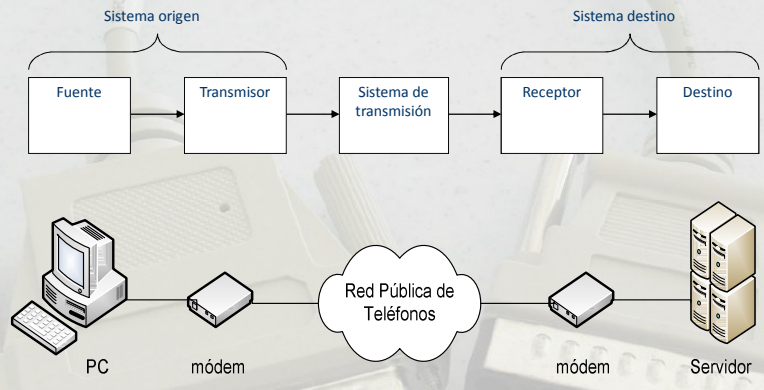 Sistema origen
Sistema destino
Fuente
Transmisor
Sistema de
transmisión
Receptor
Destino
Red Pública de
Teléfonos
PC
módem
módem
Servidor